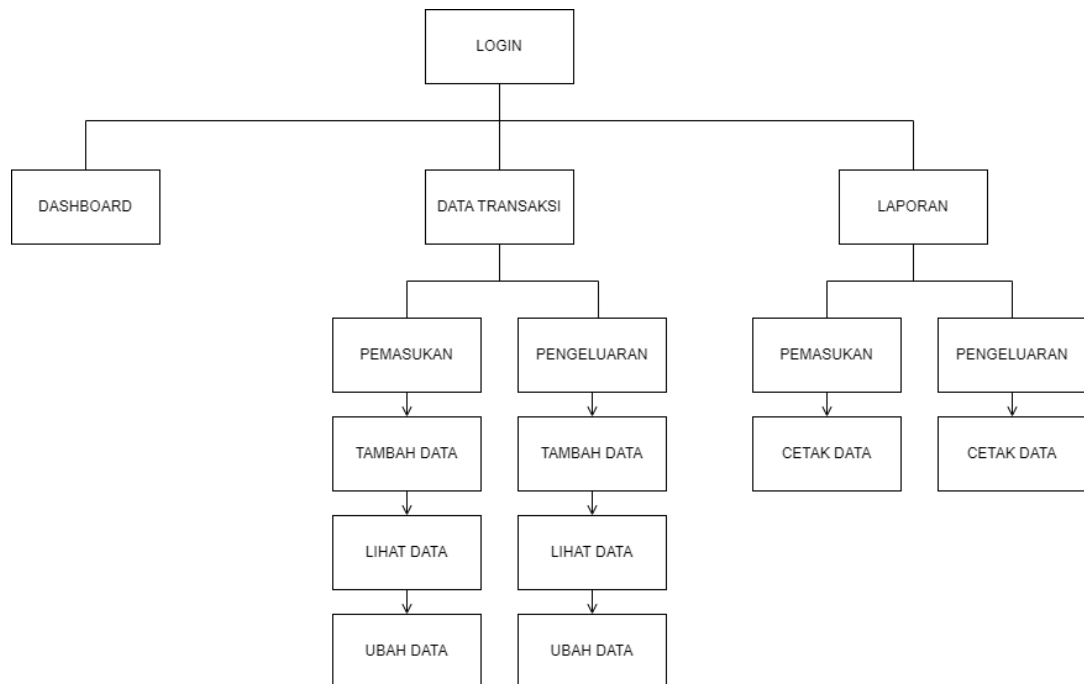 LOGIN
DASHBOARD
DATA TRANSAKSI
LAPORAN
PEMASUKAN
PENGELUARAN
PEMASUKAN
PENGELUARAN
TAMBAH DATA
TAMBAH DATA
CETAK DATA
CETAK DATA
LIHAT DATA
LIHAT DATA
UBAH DATA
UBAH DATA